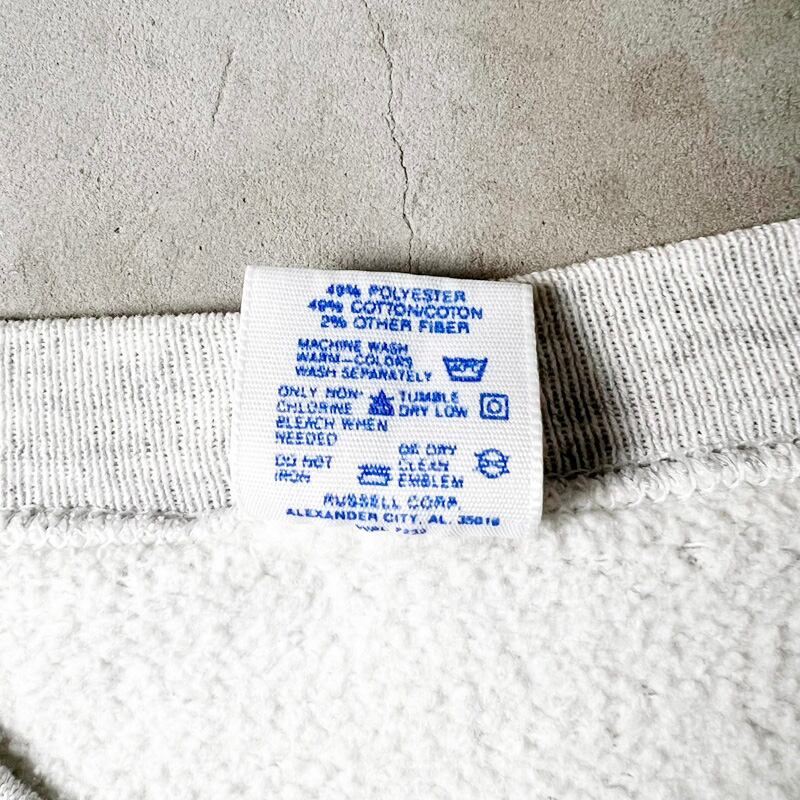 49% POLYESTER
49% COTTON/COTON
2% OTHER FIBER
MACHINE WASH
WARM—COLORS
WASH SEPARATELY
ONLY NON-
CHLORINE
BLEACH WHEN
NEEDED
TUMBLE
DRY LOW
DO NOT
IRON
OR DRY
CLEAN
EMBLEM
RUSSELL CORP.
ALEXANDER CITY, AL.